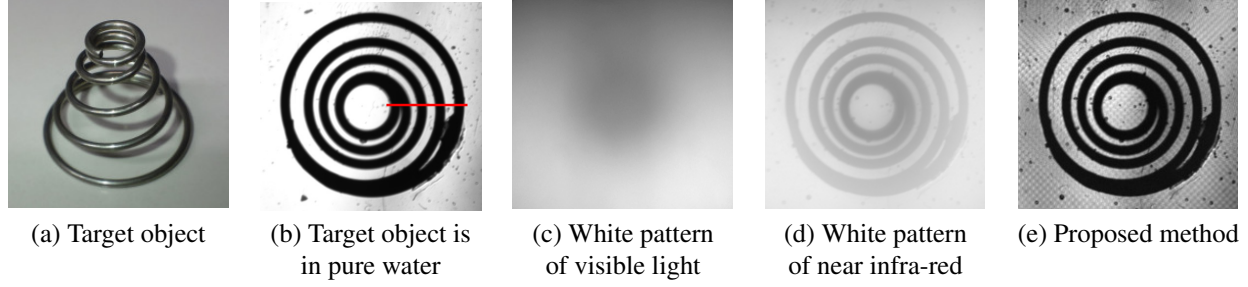 (a) Target object
(b) Target object is
in pure water
(c) White pattern
of visible light
(d) White pattern
of near infra-red
(e) Proposed method